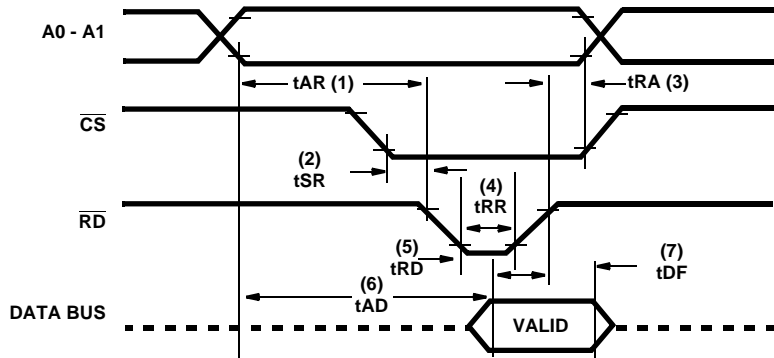 A0 - A1
tAR (1)
tRA (3)
CS
(2)
tSR
(4)
tRR
RD
(5)
tRD
(7)
tDF
(6)
tAD
DATA BUS
VALID